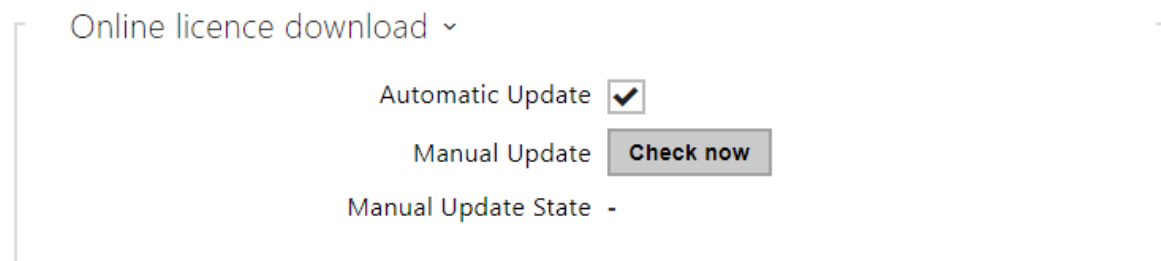 Online licence download
Automatic Update
Manual Update Check now
Manual Update State -